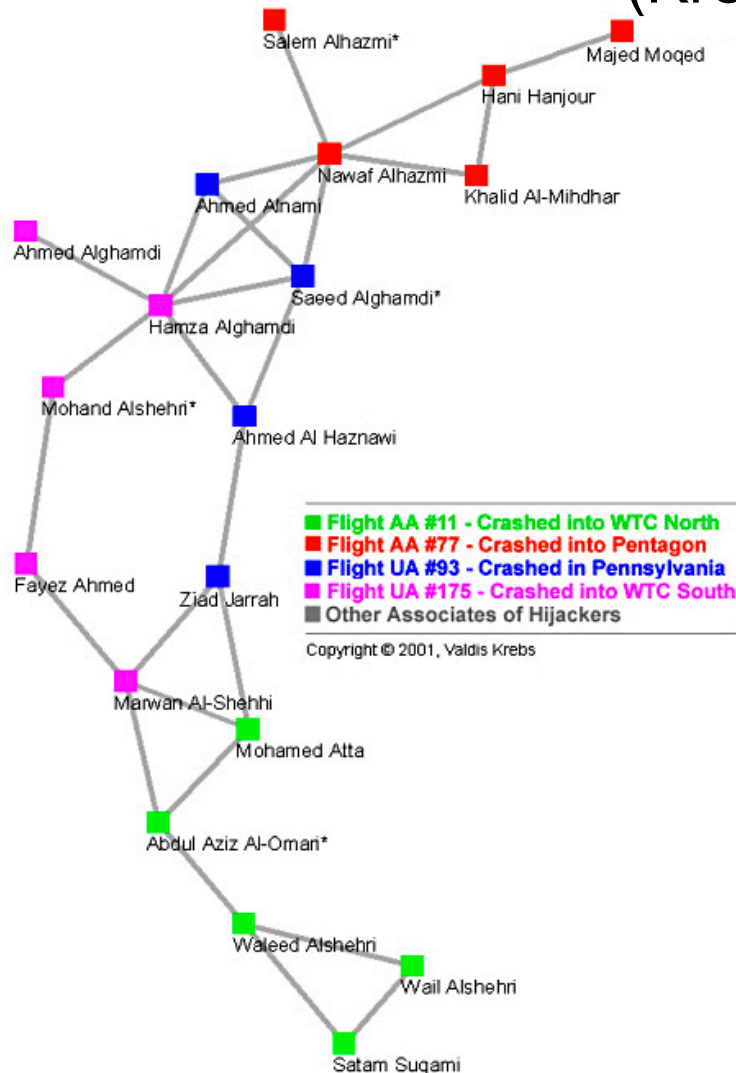 (Kre
Salem Alhazmi*
Majed Moqed
Hani Hanjour
Nawaf Alhazmi
Khalid Al-Mihdhar
Ahmed Alnami
Ahmed Alghamdi
Saeed Alghamdi*
Hamza Alghamdi
Mohand Alshehri*
Ahmed Al Haznawi
Flight AA #11 - Crashed into WTC North
Flight AA #77 - Crashed into Pentagon
Flight UA #93 - Crashed in Pennsylvania
Flight UA #175 - Crashed into WTC South
Other Associates of Hijackers
Copyright © 2001, Valdis Krebs
Fayez Ahmed
Ziad Jarrah
Marwan Al-Shehhi
Mohamed Atta
Abdul Aziz Al-Omari*
Waleed Alshehri
Wail Alshehri
Satam Suqami